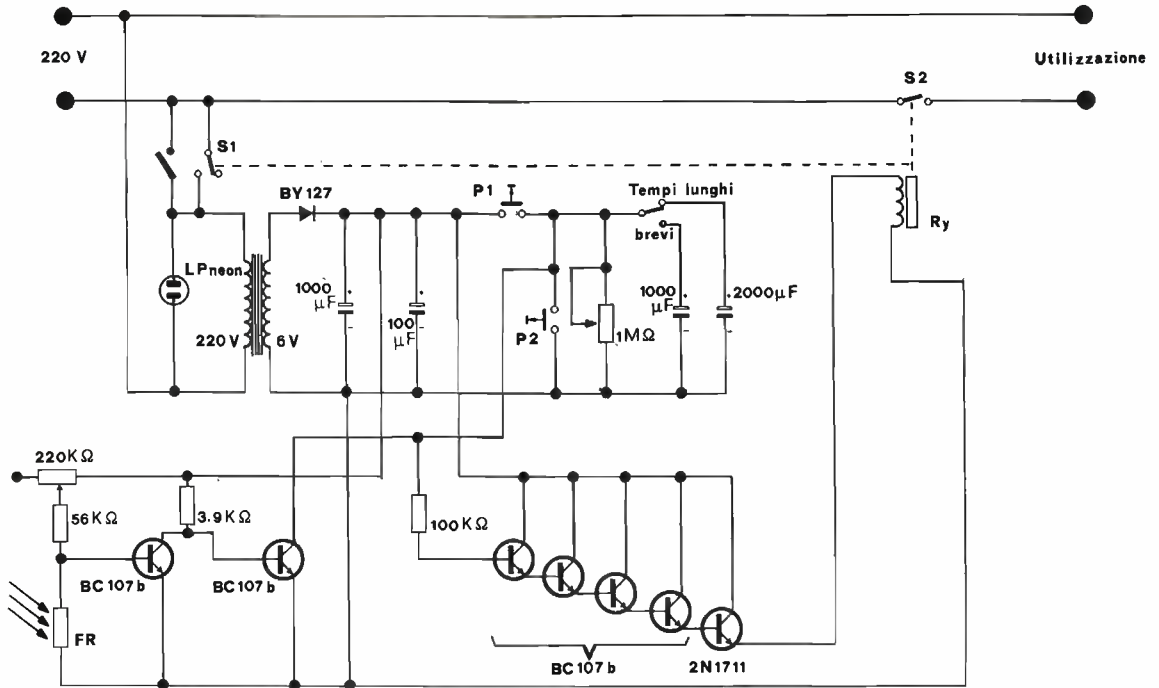 220 V
Utilizzazione
S2
S1
BY 127
P1
Tempi lunghi
brevi
Ry
LP neon
1000
µF
100
µF
P2
1MΩ
1000
µF
2000µF
220 V
6V
220KΩ
56KΩ
3.9KΩ
100KΩ
BC 107 b
BC 107 b
FR
BC 107 b
2N1711